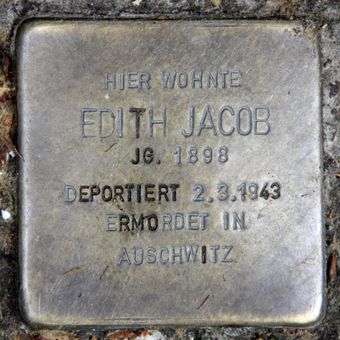 HIER WOHNTE
EDITH JACOB
JG. 1898
DEPORTIERT 2.3.1943
ERMORDET IN
AUSCHWITZ